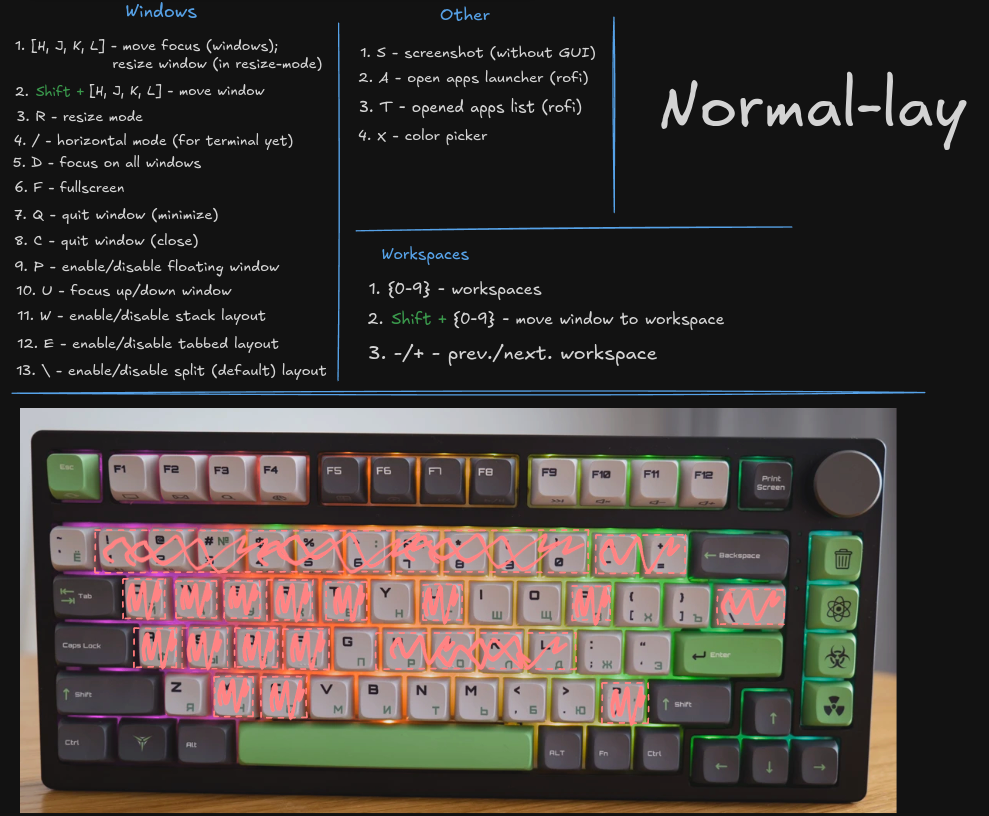 Windows
1. [H, J, K, L] - move focus (windows);
resize window (in resize-mode)
2. Shift + [H, J, K, L] - move window
3. R - resize mode
4. / - horizontal mode (for terminal yet)
5. D - focus on all windows
6. F - fullscreen
7. Q - quit window (minimize)
8. C - quit window (close)
9. P - enable/disable floating window
10. U - focus up/down window
11. W - enable/disable stack layout
12. E - enable/disable tabbed layout
13. \ - enable/disable split (default) layout
Other
1. S - screenshot (without GUI)
2. A - open apps launcher (rofi)
3. T - opened apps list (rofi)
4. X - color picker
Normal-lay
Workspaces
1. {0-9} - workspaces
2. Shift + {0-9} - move window to workspace
3. -/+ - prev./next. workspace
Esc F1 F2 F3 F4 F5 F6 F7 F8 F9 F10 F11 F12 Print Screen
~ Ё № ← Backspace
Tab Y Н I Ш O Щ { [ Х } ] Ъ
Caps Lock G П : ; Ж " ' З ← Enter
↑ Shift Z Я V М B И N Т M Ь < , Б > . Ю ↑ Shift ↑
Ctrl Alt ALT Fn Ctrl ← ↓ →